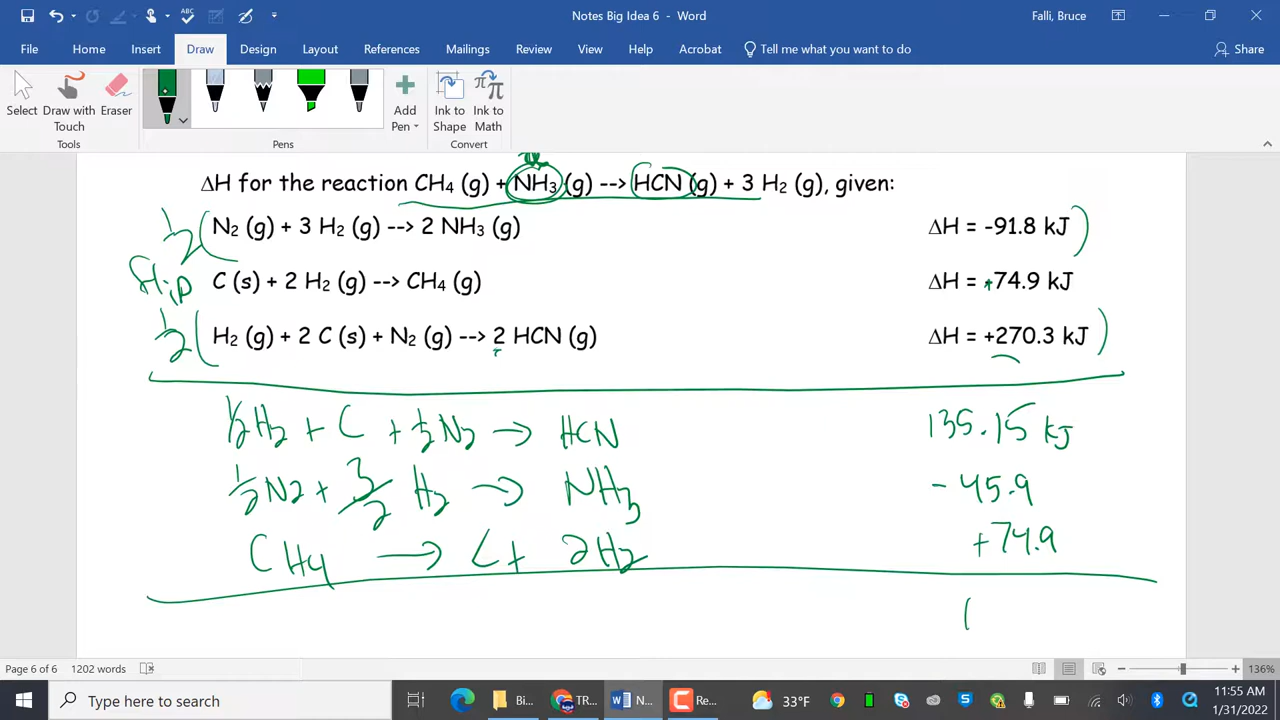 Notes Big Idea 6 - Word
Falli, Bruce
File Home Insert Draw Design Layout References Mailings Review View Help Acrobat Tell me what you want to do Share
Select Draw with Touch Eraser Add Pen Ink to Shape Ink to Math
Tools Pens Convert
ΔH for the reaction CH₄ (g) + NH₃ (g) --> HCN (g) + 3 H₂ (g), given:
1/2 ( N₂ (g) + 3 H₂ (g) --> 2 NH₃ (g) ΔH = -91.8 kJ )
flip C (s) + 2 H₂ (g) --> CH₄ (g) ΔH = +74.9 kJ
1/2 ( H₂ (g) + 2 C (s) + N₂ (g) --> 2 HCN (g) ΔH = +270.3 kJ )
1/2 H₂ + C + 1/2 N₂ → HCN 135.15 kJ
1/2 N2 + 3/2 H₂ → NH₃ - 45.9
CH₄ → C + 2H₂ +74.9
Page 6 of 6 1202 words 136%
Type here to search Bi... TR... N... Re... 33°F 11:55 AM
1/31/2022